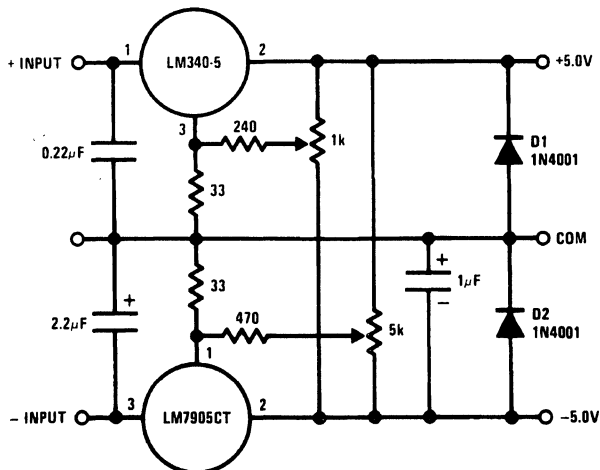 + INPUT
1
LM340-5
2
+5.0V
3
240
1k
D1
1N4001
0.22µF
33
COM
+
33
+
1µF
−
2.2µF
470
5k
D2
1N4001
1
− INPUT
3
LM7905CT
2
−5.0V